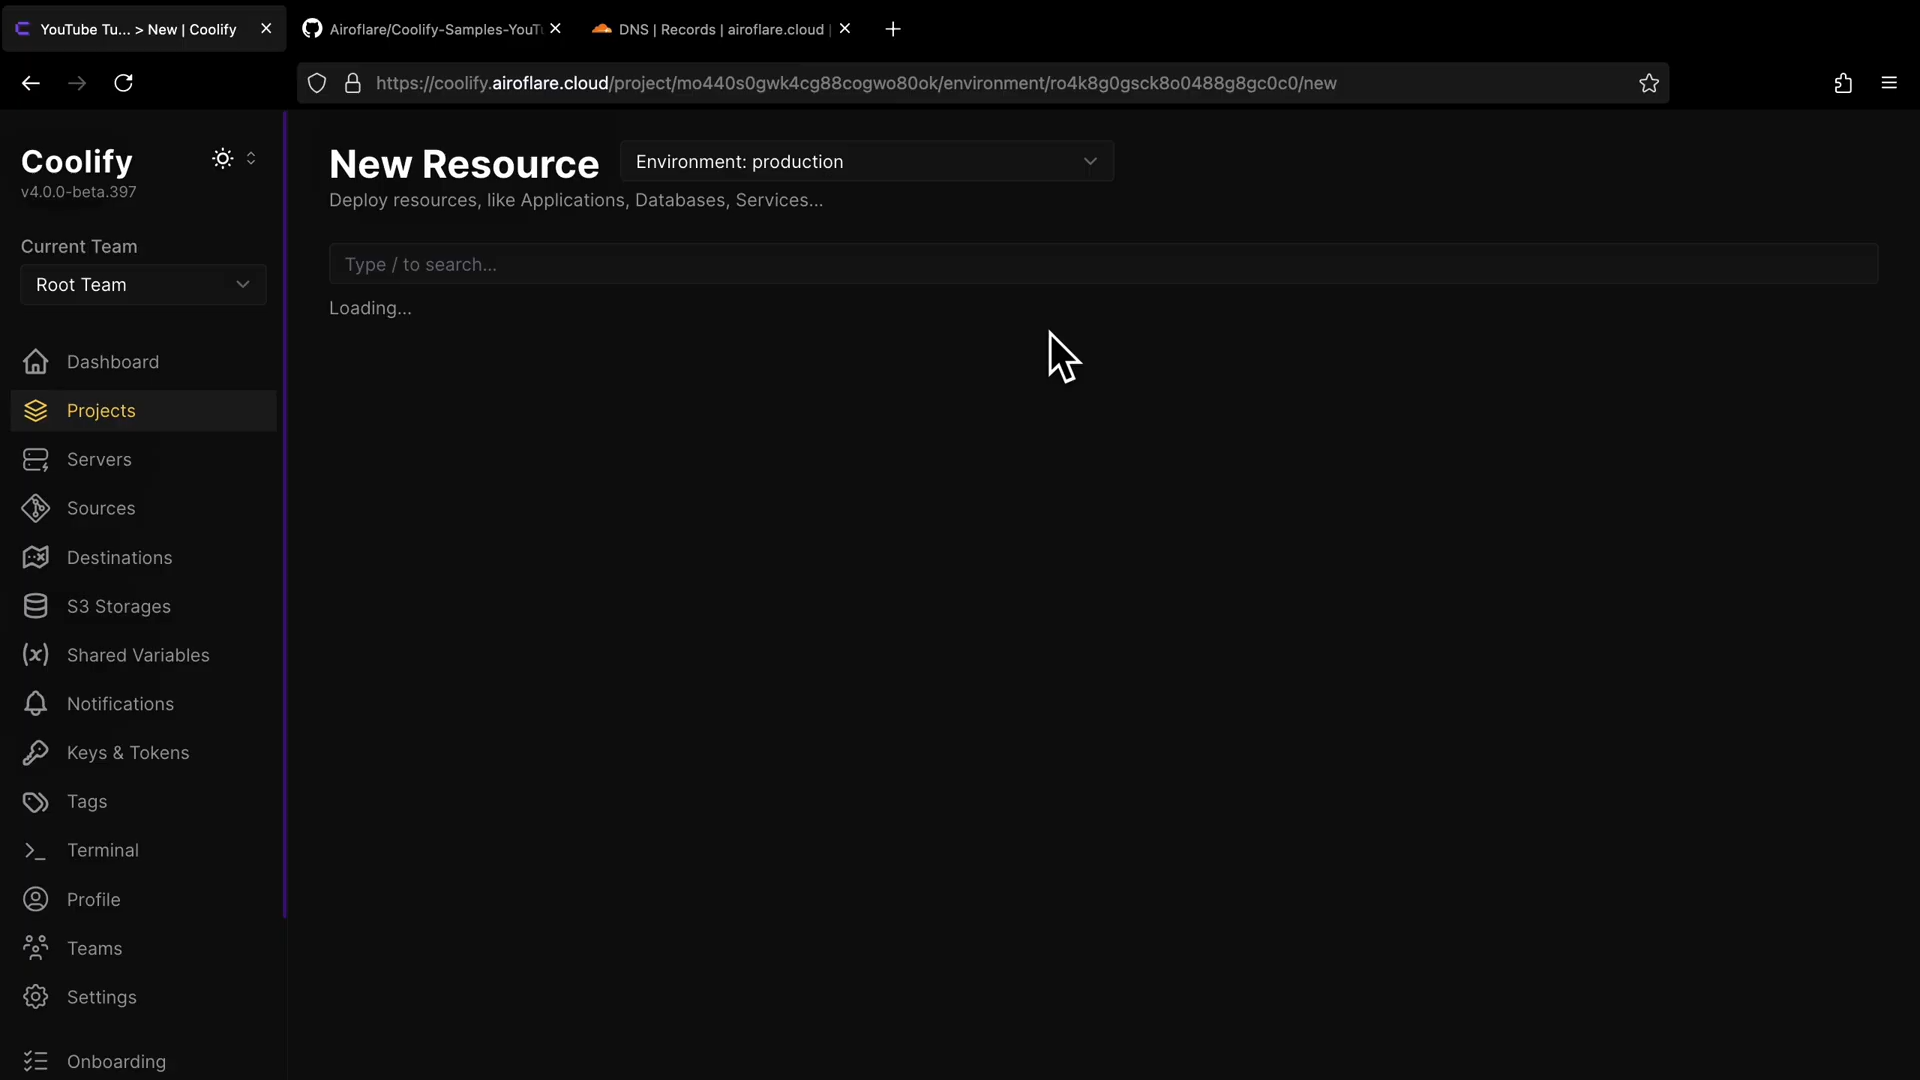 YouTube Tu... > New | Coolify
Airoflare/Coolify-Samples-YouT
DNS | Records | airoflare.cloud |
https://coolify.airoflare.cloud/project/mo440s0gwk4cg88cogwo80ok/environment/ro4k8g0gsck8o0488g8gc0c0/new
Coolify
v4.0.0-beta.397
Current Team
Root Team
Dashboard
Projects
Servers
Sources
Destinations
S3 Storages
Shared Variables
Notifications
Keys & Tokens
Tags
Terminal
Profile
Teams
Settings
Onboarding
New Resource
Environment: production
Deploy resources, like Applications, Databases, Services...
Type / to search...
Loading...